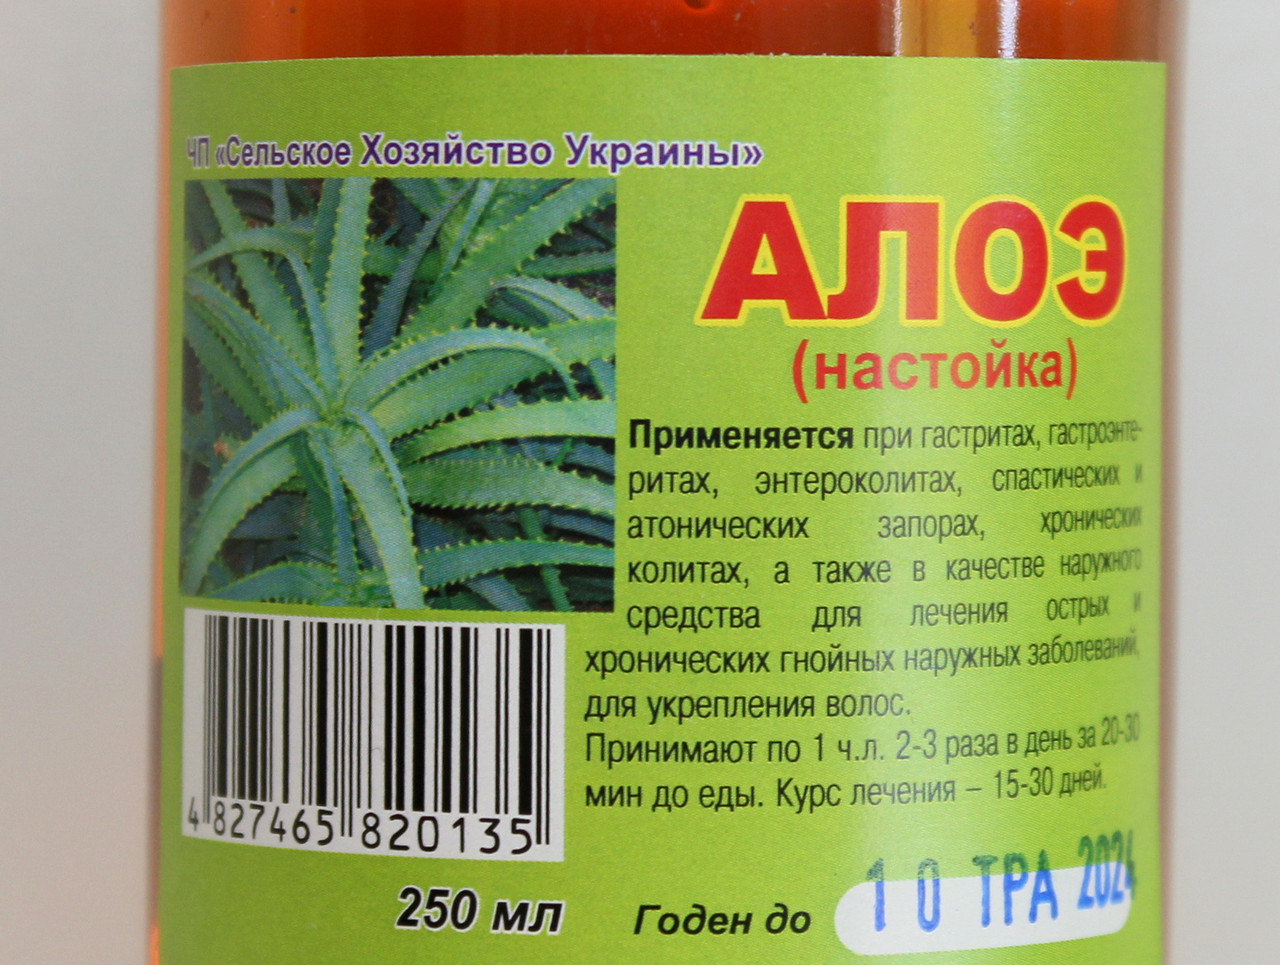 ЧП «Сельское Хозяйство Украины»
АЛОЭ
(настойка)
Применяется при гастритах, гастроэнте-
ритах, энтероколитах, спастических и
атонических запорах, хронических
колитах, а также в качестве наружного
средства для лечения острых и
хронических гнойных наружных заболеваний,
для укрепления волос.
Принимают по 1 ч.л. 2-3 раза в день за 20-30
мин до еды. Курс лечения – 15-30 дней.
4 827465 820135
250 мл
Годен до 10 ТРА 2024